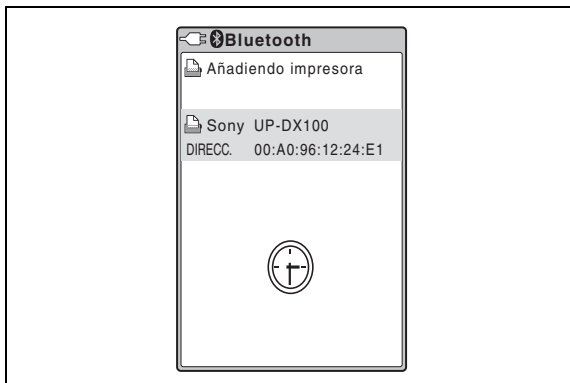 Bluetooth
Añadiendo impresora
Sony UP-DX100
DIRECC. 00:A0:96:12:24:E1